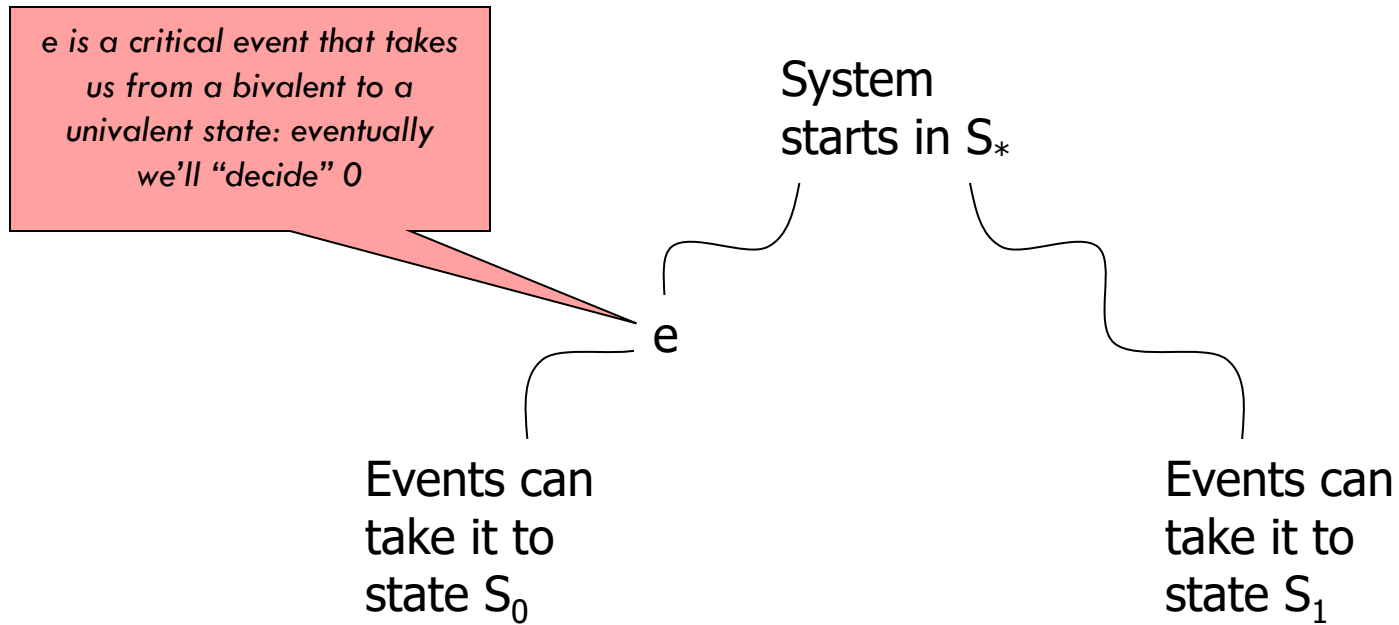 e is a critical event that takes
us from a bivalent to a
univalent state: eventually
we’ll “decide” 0
System
starts in S*
e
Events can
take it to
state S0
Events can
take it to
state S1